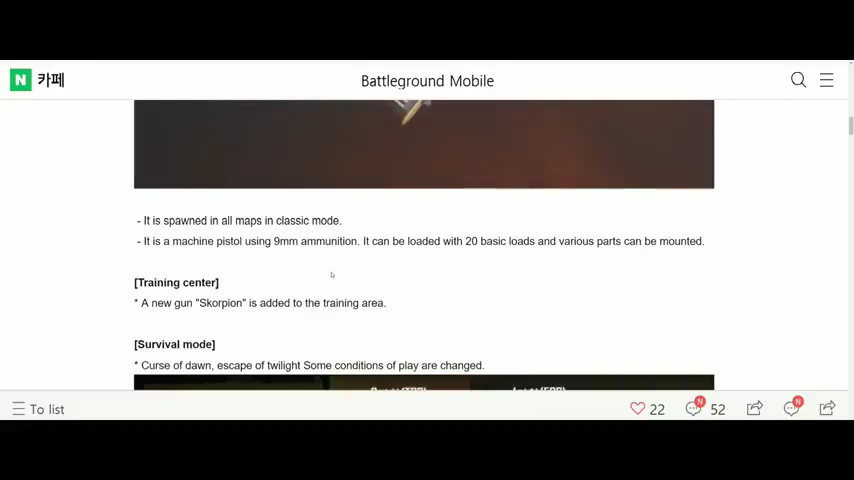 N 카페
Battleground Mobile
- It is spawned in all maps in classic mode.
- It is a machine pistol using 9mm ammunition. It can be loaded with 20 basic loads and various parts can be mounted.
[Training center]
* A new gun "Skorpion" is added to the training area.
[Survival mode]
* Curse of dawn, escape of twilight Some conditions of play are changed.
To list
22
N
52
N